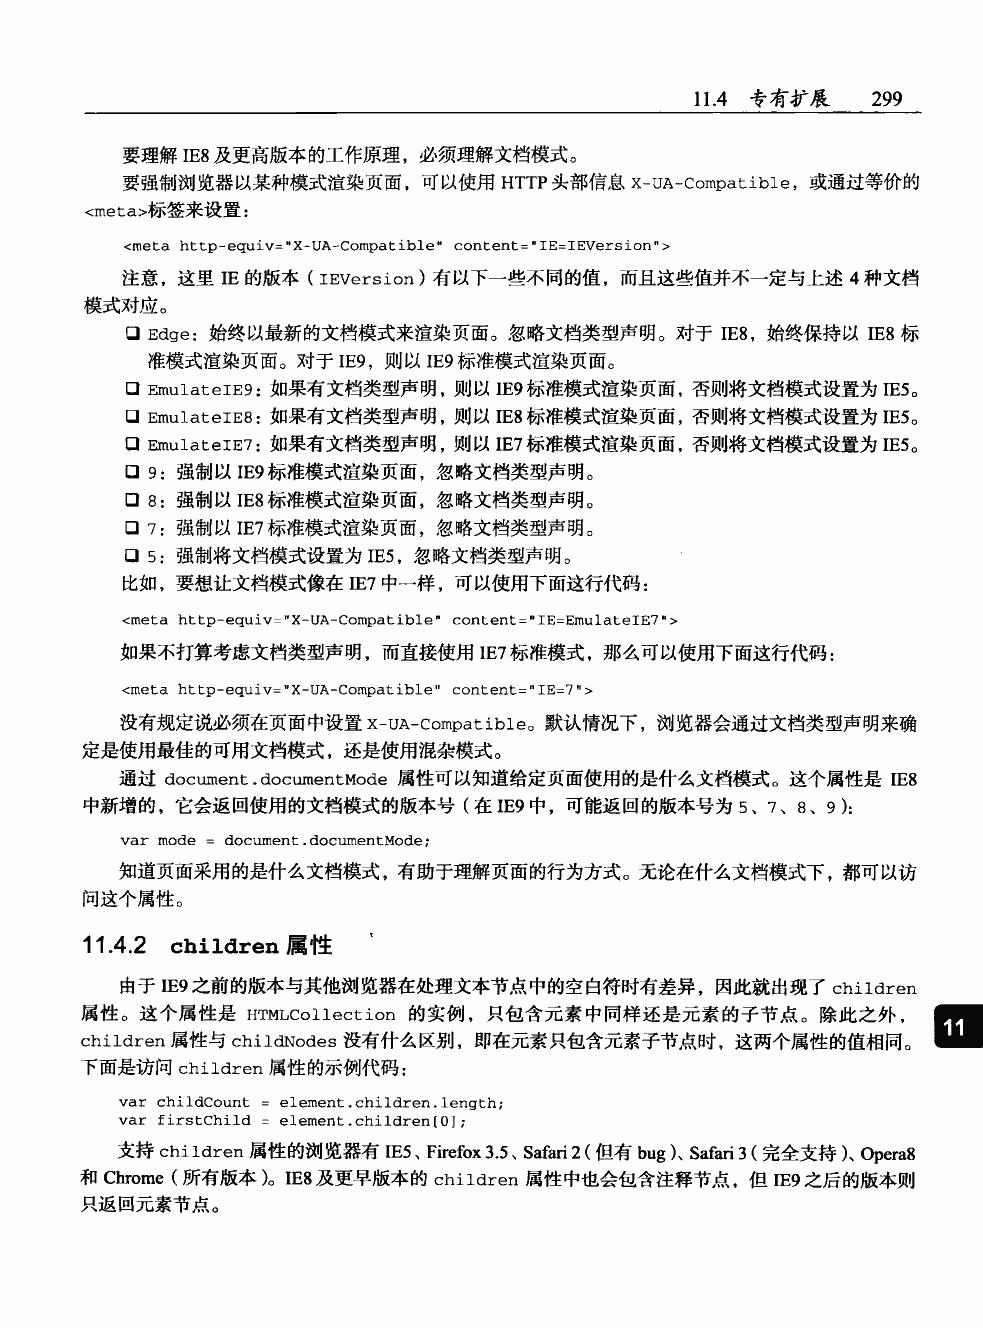 11.4 专有扩展 299
要理解 IE8 及更高版本的工作原理，必须理解文档模式。
要强制浏览器以某种模式渲染页面，可以使用 HTTP 头部信息 X-UA-Compatible，或通过等价的
<meta>标签来设置：
<meta http-equiv="X-UA-Compatible" content="IE=IEVersion">
注意，这里 IE 的版本（IEVersion）有以下一些不同的值，而且这些值并不一定与上述 4 种文档
模式对应。
❑ Edge：始终以最新的文档模式来渲染页面。忽略文档类型声明。对于 IE8，始终保持以 IE8 标
准模式渲染页面。对于 IE9，则以 IE9 标准模式渲染页面。
❑ EmulateIE9：如果有文档类型声明，则以 IE9 标准模式渲染页面，否则将文档模式设置为 IE5。
❑ EmulateIE8：如果有文档类型声明，则以 IE8 标准模式渲染页面，否则将文档模式设置为 IE5。
❑ EmulateIE7：如果有文档类型声明，则以 IE7 标准模式渲染页面，否则将文档模式设置为 IE5。
❑ 9：强制以 IE9 标准模式渲染页面，忽略文档类型声明。
❑ 8：强制以 IE8 标准模式渲染页面，忽略文档类型声明。
❑ 7：强制以 IE7 标准模式渲染页面，忽略文档类型声明。
❑ 5：强制将文档模式设置为 IE5，忽略文档类型声明。
比如，要想让文档模式像在 IE7 中一样，可以使用下面这行代码：
<meta http-equiv="X-UA-Compatible" content="IE=EmulateIE7">
如果不打算考虑文档类型声明，而直接使用 IE7 标准模式，那么可以使用下面这行代码：
<meta http-equiv="X-UA-Compatible" content="IE=7">
没有规定说必须在页面中设置 X-UA-Compatible。默认情况下，浏览器会通过文档类型声明来确
定是使用最佳的可用文档模式，还是使用混杂模式。
通过 document.documentMode 属性可以知道给定页面使用的是什么文档模式。这个属性是 IE8
中新增的，它会返回使用的文档模式的版本号（在 IE9 中，可能返回的版本号为 5、7、8、9）：
var mode = document.documentMode;
知道页面采用的是什么文档模式，有助于理解页面的行为方式。无论在什么文档模式下，都可以访
问这个属性。
11.4.2 children 属性
由于 IE9 之前的版本与其他浏览器在处理文本节点中的空白符时有差异，因此就出现了 children
属性。这个属性是 HTMLCollection 的实例，只包含元素中同样还是元素的子节点。除此之外，
children 属性与 childNodes 没有什么区别，即在元素只包含元素子节点时，这两个属性的值相同。
下面是访问 children 属性的示例代码：
11
var childCount = element.children.length;
var firstChild = element.children[0];
支持 children 属性的浏览器有 IE5、Firefox 3.5、Safari 2（但有 bug）、Safari 3（完全支持）、Opera8
和 Chrome（所有版本）。IE8 及更早版本的 children 属性中也会包含注释节点，但 IE9 之后的版本则
只返回元素节点。